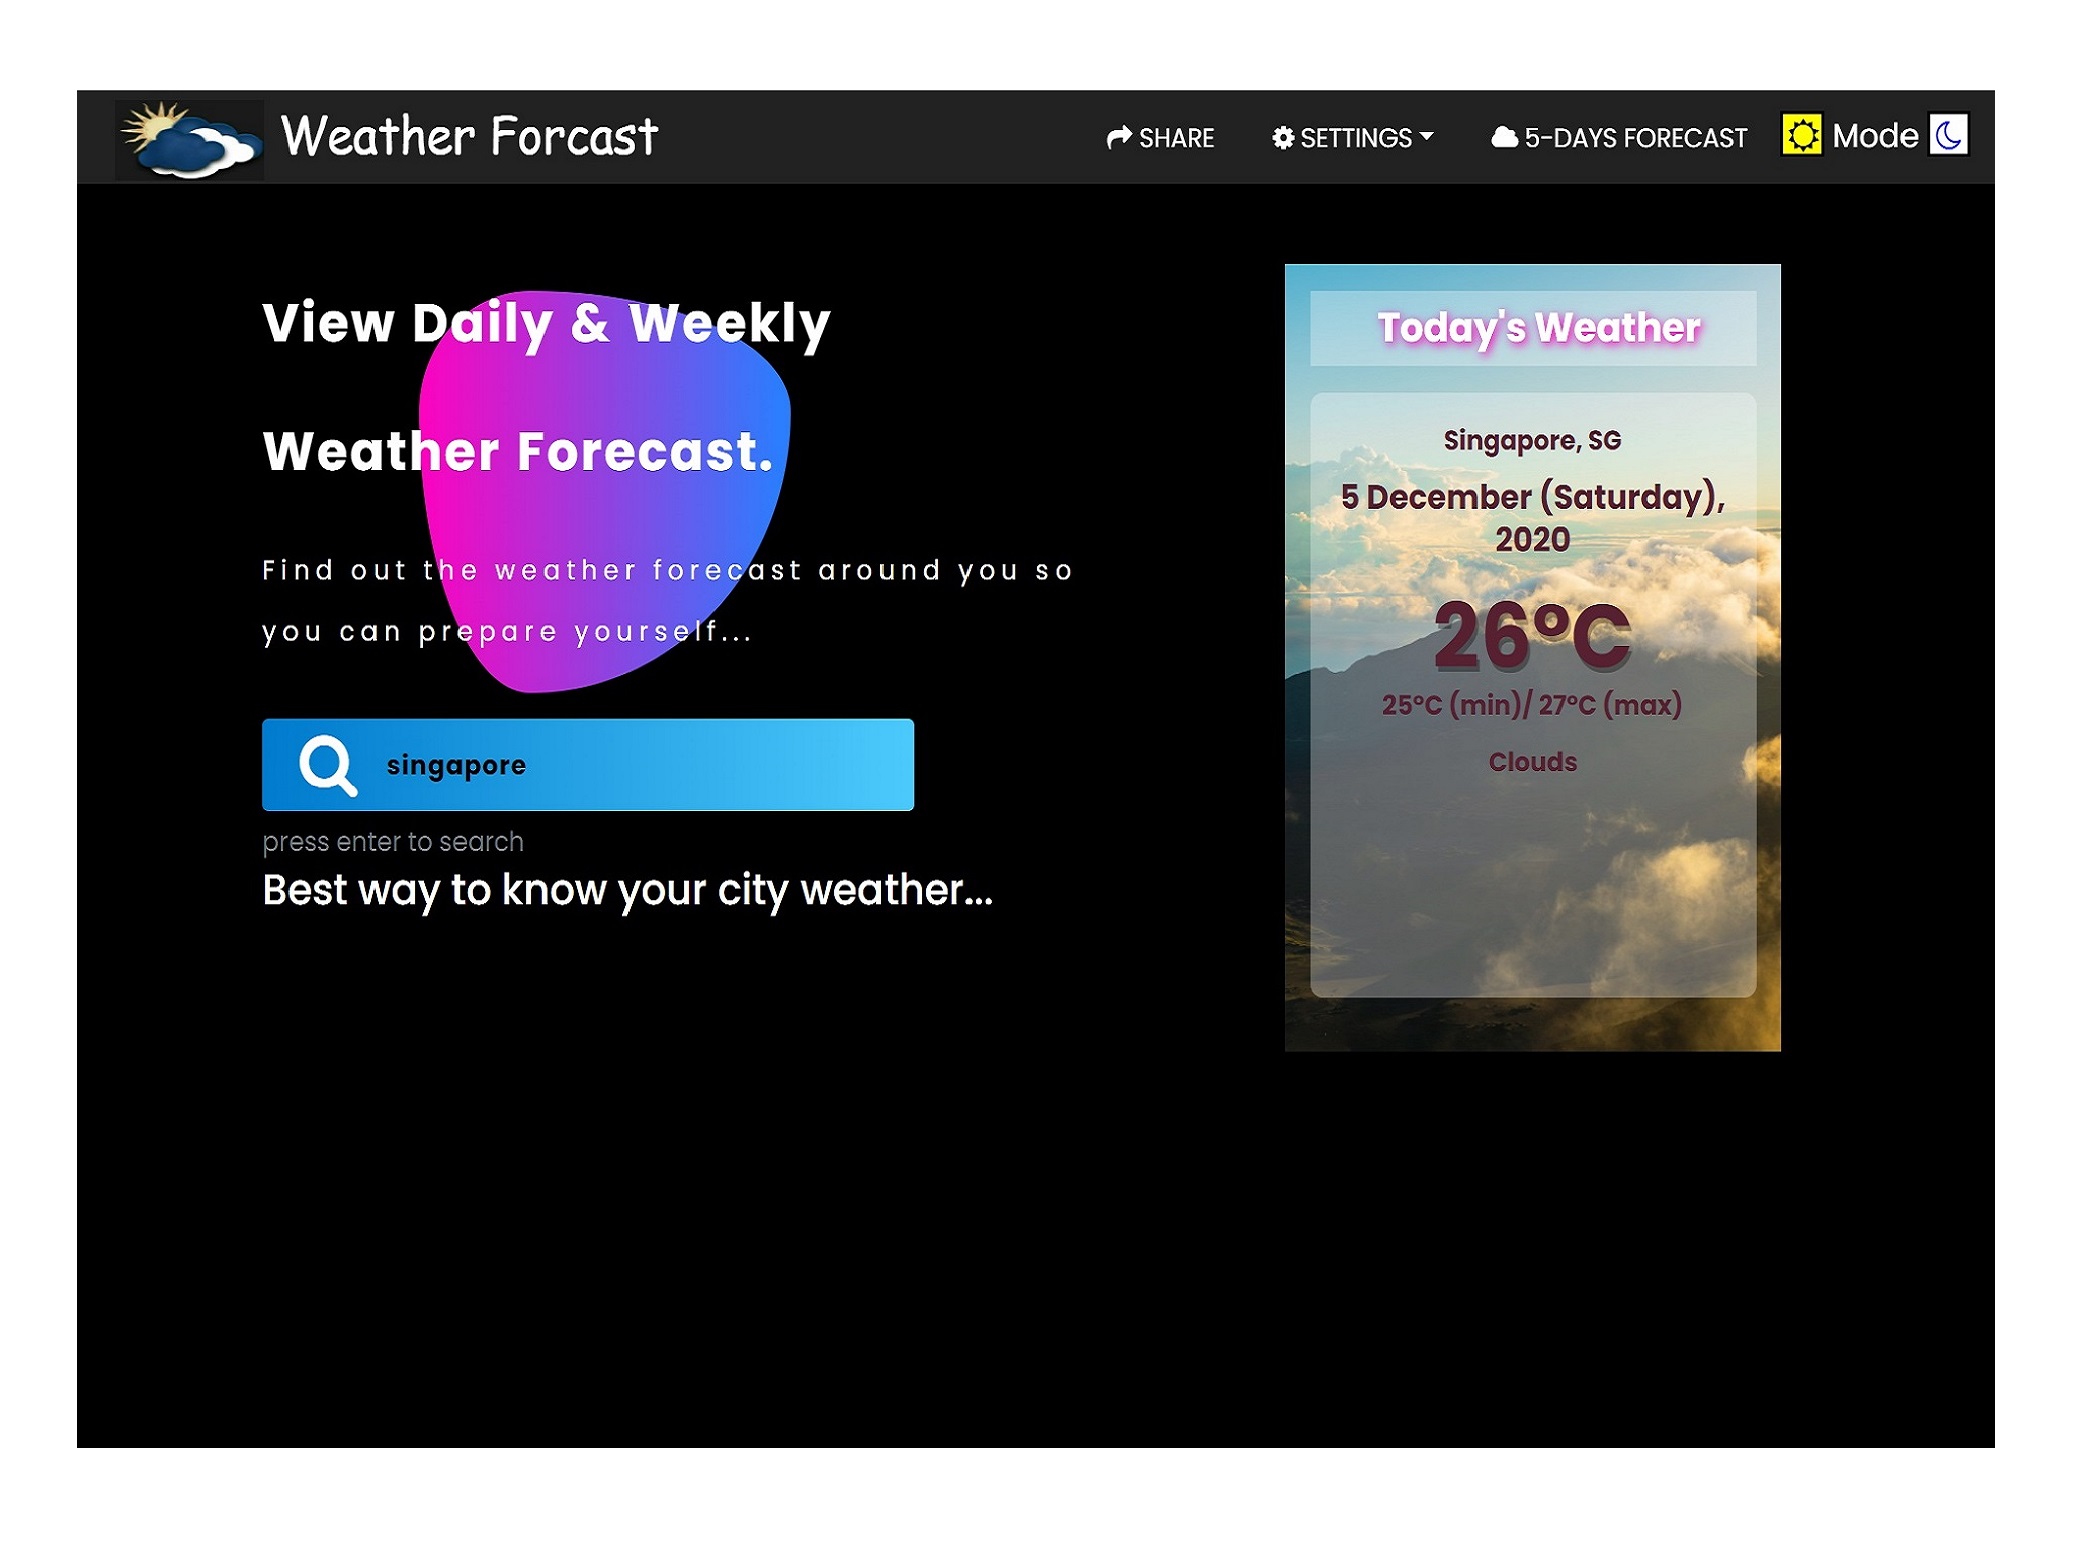 Weather Forcast
SHARE
SETTINGS
5-DAYS FORECAST
Mode
View Daily & Weekly
Weather Forecast.
Find out the weather forecast around you so
you can prepare yourself...
singapore
press enter to search
Best way to know your city weather...
Today's Weather
Singapore, SG
5 December (Saturday),
2020
26°C
25°C (min)/ 27°C (max)
Clouds